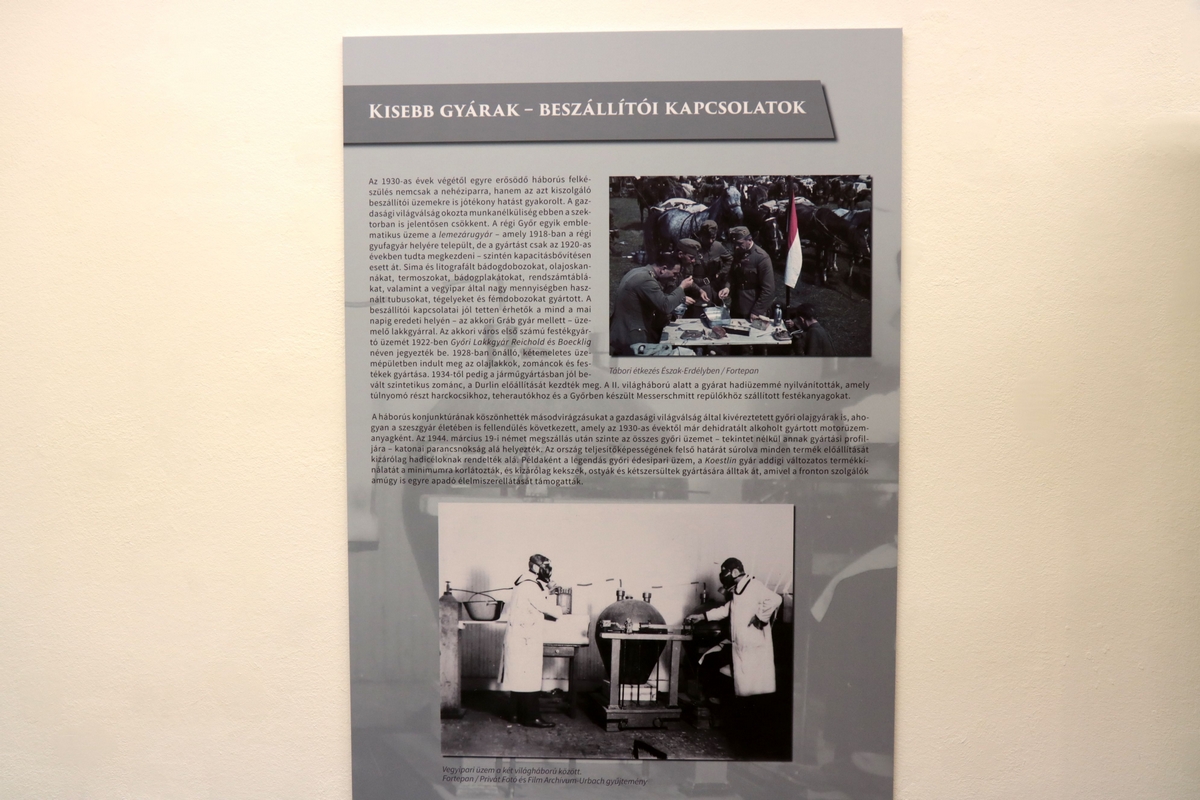 KISEBB GYÁRAK – BESZÁLLÍTÓI KAPCSOLATOK
Az 1930-as évek végétől egyre erősödő háborús felké-
szülés nemcsak a nehéziparra, hanem az azt kiszolgáló
beszállítói üzemekre is jótékony hatást gyakorolt. A gaz-
dasági világválság okozta munkanélküliség ebben a szek-
torban is jelentősen csökkent. A régi Győr egyik emble-
matikus üzeme a lemezárugyár – amely 1918-ban a régi
gyufagyár helyére települt, de a gyártást csak az 1920-as
években tudta megkezdeni – szintén kapacitásbővítésen
esett át. Sima és litografált bádogdobozokat, olajoskan-
nákat, termoszokat, bádogplakátokat, rendszámtáblá-
kat, valamint a vegyipar által nagy mennyiségben hasz-
nált tubusokat, tégelyeket és fémdobozokat gyártott. A
beszállítói kapcsolatai jól tetten érhetők a mind a mai
napig eredeti helyén – az akkori Gráb gyár mellett – üze-
melő lakkgyárral. Az akkori város első számú festékgyár-
tó üzemét 1922-ben Győri Lakkgyár Reichold és Boecklig
néven jegyezték be. 1928-ban önálló, kétemeletes üze-
mépületben indult meg az olajlakkok, zománcok és fes-
tékek gyártása. 1934-től pedig a járműgyártásban jól be-
vált szintetikus zománc, a Durlin előállítását kezdték meg. A II. világháború alatt a gyárat hadiüzemmé nyilvánították, amely
túlnyomó részt harckocsikhoz, teherautókhoz és a Győrben készült Messerschmitt repülőkhöz szállított festékanyagokat.
Tábori étkezés Észak-Erdélyben / Fortepan
A háborús konjunktúrának köszönhették másodvirágzásukat a gazdasági világválság által kivéreztetett győri olajgyárak is, aho-
gyan a szeszgyár életében is fellendülés következett, amely az 1930-as évektől már dehidratált alkoholt gyártott motorüzem-
anyagként. Az 1944. március 19-i német megszállás után szinte az összes győri üzemet – tekintet nélkül annak gyártási profil-
jára – katonai parancsnokság alá helyezték. Az ország teljesítőképességének felső határát súrolva minden termék előállítását
kizárólag hadicéloknak rendelték alá. Példaként a legendás győri édesipari üzem, a Koestlin gyár addigi változatos termékkí-
nálatát a minimumra korlátozták, és kizárólag kekszek, ostyák és kétszersültek gyártására álltak át, amivel a fronton szolgálók
amúgy is egyre apadó élelmiszerellátását támogatták.
Vegyipari üzem a két világháború között.
Fortepan / Privát Fotó és Film Archívum-Urbach gyűjtemény